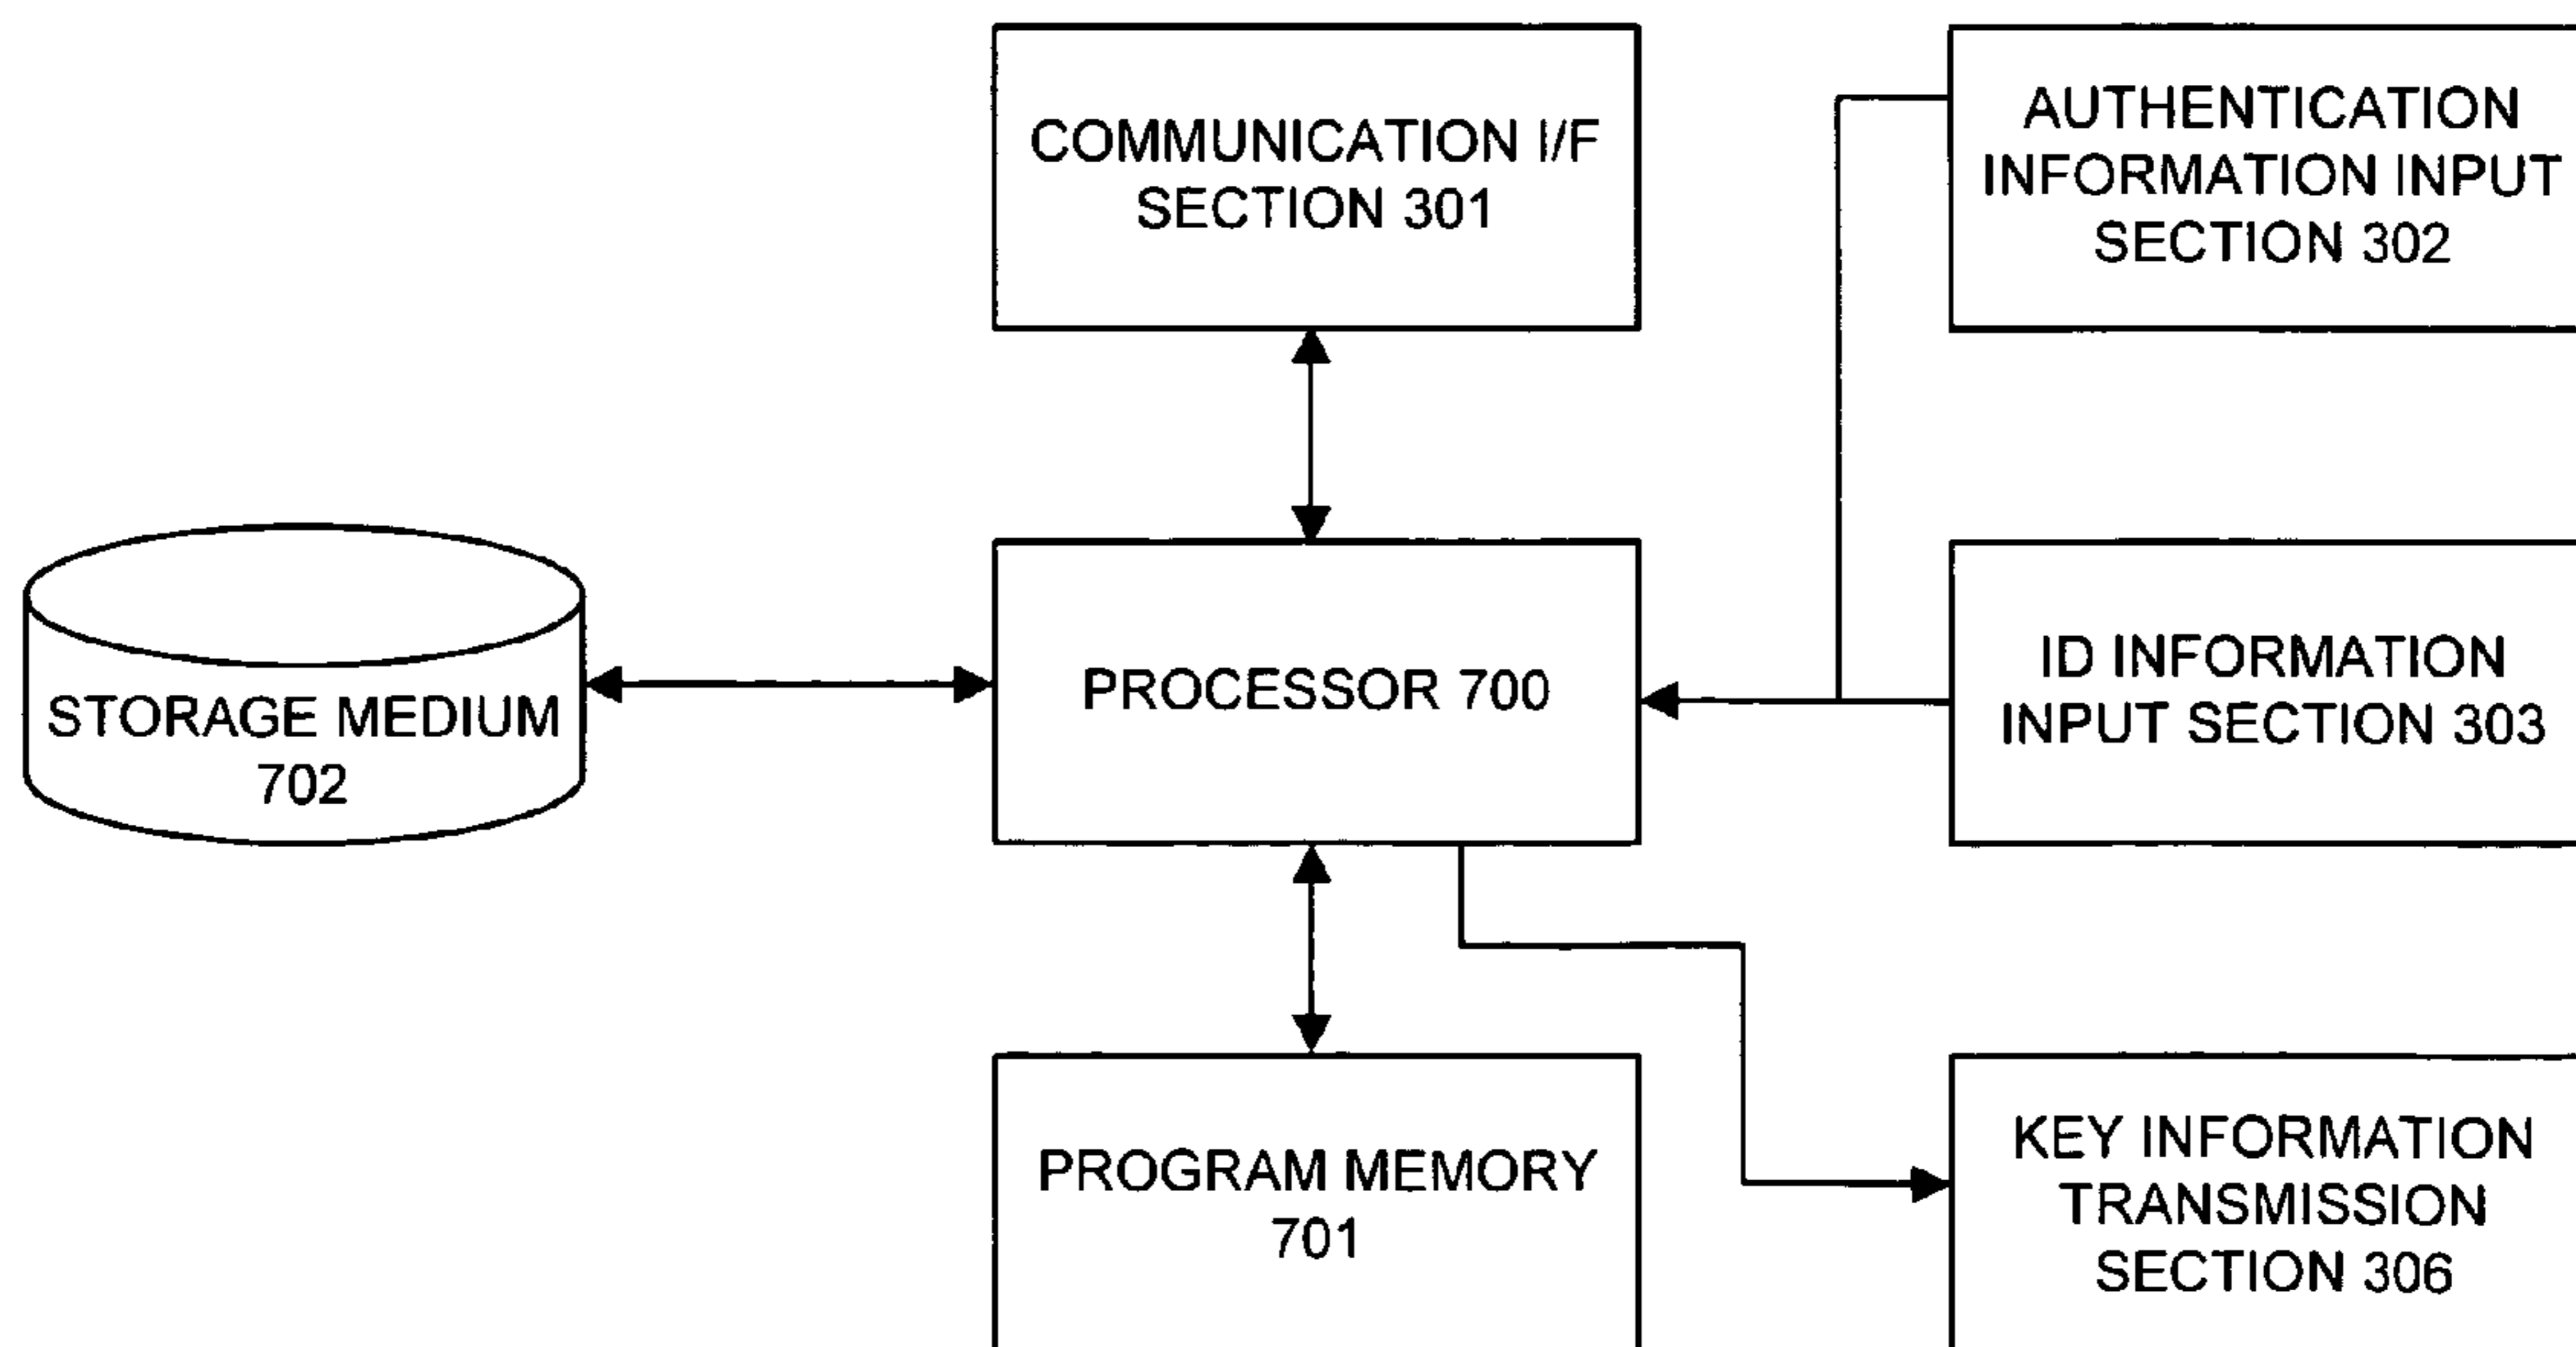 COMMUNICATION I/F
SECTION 301
AUTHENTICATION
INFORMATION INPUT
SECTION 302
STORAGE MEDIUM
702
PROCESSOR 700
ID INFORMATION
INPUT SECTION 303
PROGRAM MEMORY
701
KEY INFORMATION
TRANSMISSION
SECTION 306